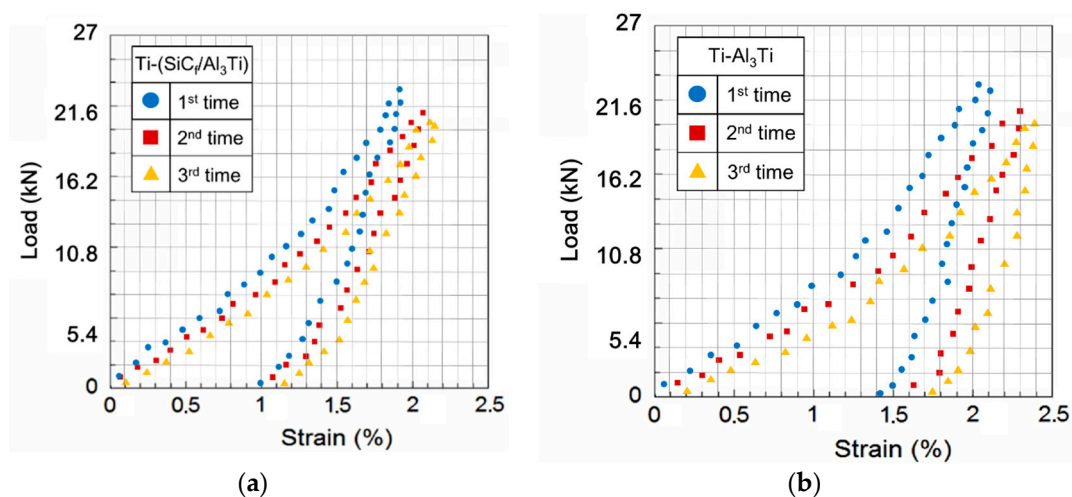 27
21.6
16.2
10.8
5.4
0
Load (kN)
Ti-(SiCf/Al3Ti)
1st time
2nd time
3rd time
0 0.5 1 1.5 2 2.5
Strain (%)
(a)
27
21.6
16.2
10.8
5.4
0
Load (kN)
Ti-Al3Ti
1st time
2nd time
3rd time
0 0.5 1 1.5 2 2.5
Strain (%)
(b)